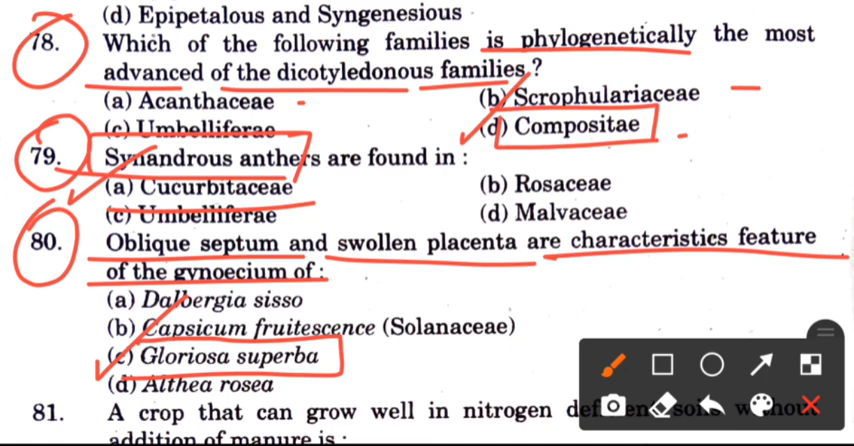 (d) Epipetalous and Syngenesious
78. Which of the following families is phylogenetically the most
advanced of the dicotyledonous families ?
(a) Acanthaceae (b) Scrophulariaceae
(c) Umbelliferae (d) Compositae
79. Synandrous anthers are found in :
(a) Cucurbitaceae (b) Rosaceae
(c) Umbelliferae (d) Malvaceae
80. Oblique septum and swollen placenta are characteristics feature
of the gynoecium of :
(a) Dalbergia sisso
(b) Capsicum fruitescence (Solanaceae)
(c) Gloriosa superba
(d) Althea rosea
81. A crop that can grow well in nitrogen
addition of manure is :